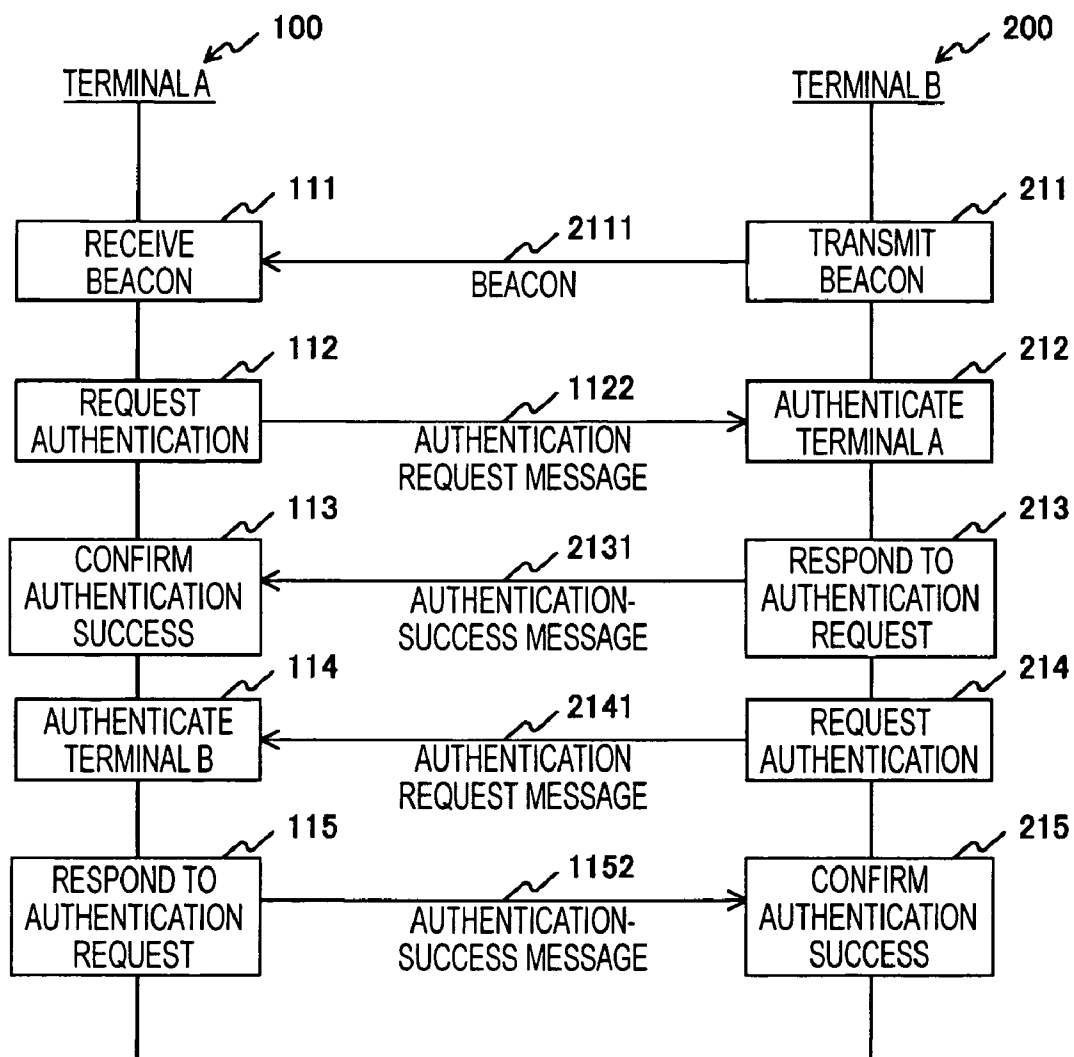 100
200
TERMINAL A
TERMINAL B
111
2111
211
RECEIVE
BEACON
BEACON
TRANSMIT
BEACON
112
1122
212
REQUEST
AUTHENTICATION
AUTHENTICATION
REQUEST MESSAGE
AUTHENTICATE
TERMINAL A
113
2131
213
CONFIRM
AUTHENTICATION
SUCCESS
AUTHENTICATION-
SUCCESS MESSAGE
RESPOND TO
AUTHENTICATION
REQUEST
114
2141
214
AUTHENTICATE
TERMINAL B
AUTHENTICATION
REQUEST MESSAGE
REQUEST
AUTHENTICATION
115
1152
215
RESPOND TO
AUTHENTICATION
REQUEST
AUTHENTICATION-
SUCCESS MESSAGE
CONFIRM
AUTHENTICATION
SUCCESS